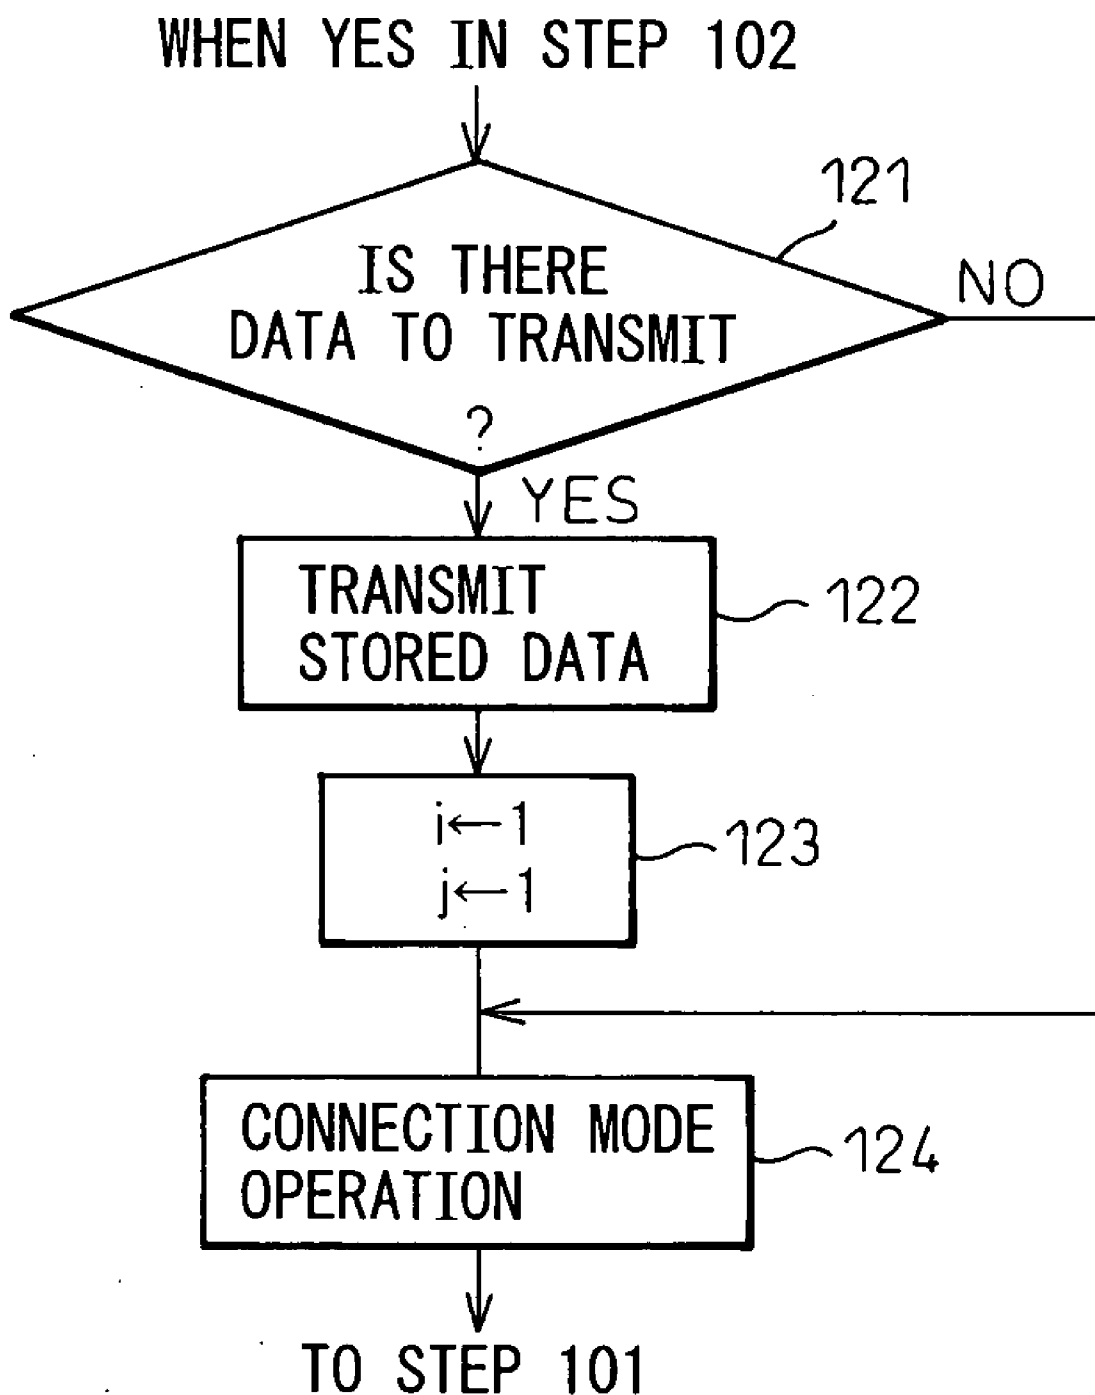 WHEN YES IN STEP 102
121
IS THERE
DATA TO TRANSMIT
?
NO
YES
TRANSMIT
STORED DATA
122
i←1
j←1
123
CONNECTION MODE
OPERATION
124
TO STEP 101